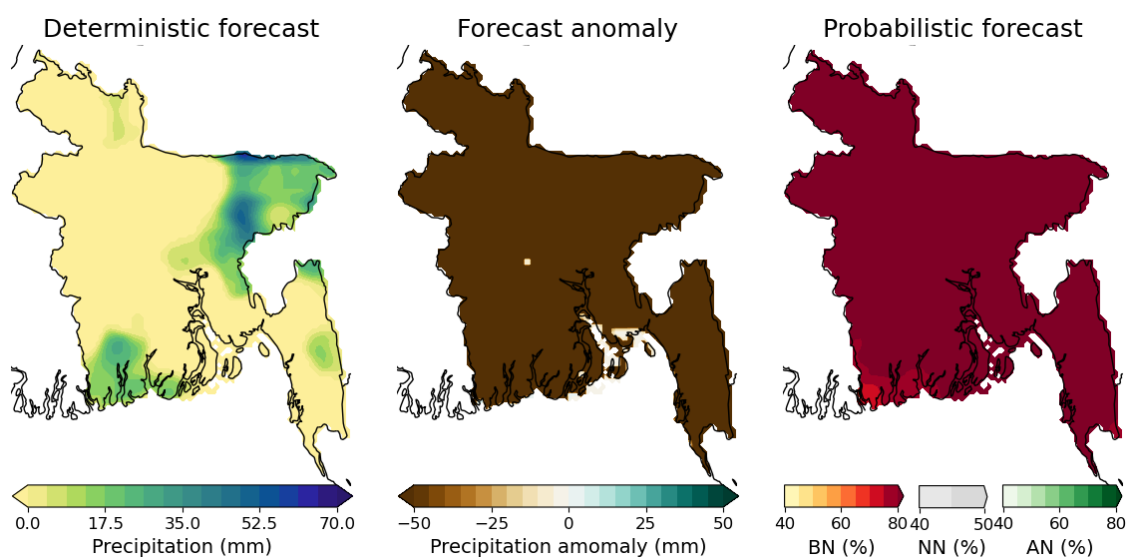 Deterministic forecast
Forecast anomaly
Probabilistic forecast
0.0 17.5 35.0 52.5 70.0
Precipitation (mm)
−50 −25 0 25 50
Precipitation amomaly (mm)
40 60 80
BN (%)
40 50
NN (%)
40 60 80
AN (%)